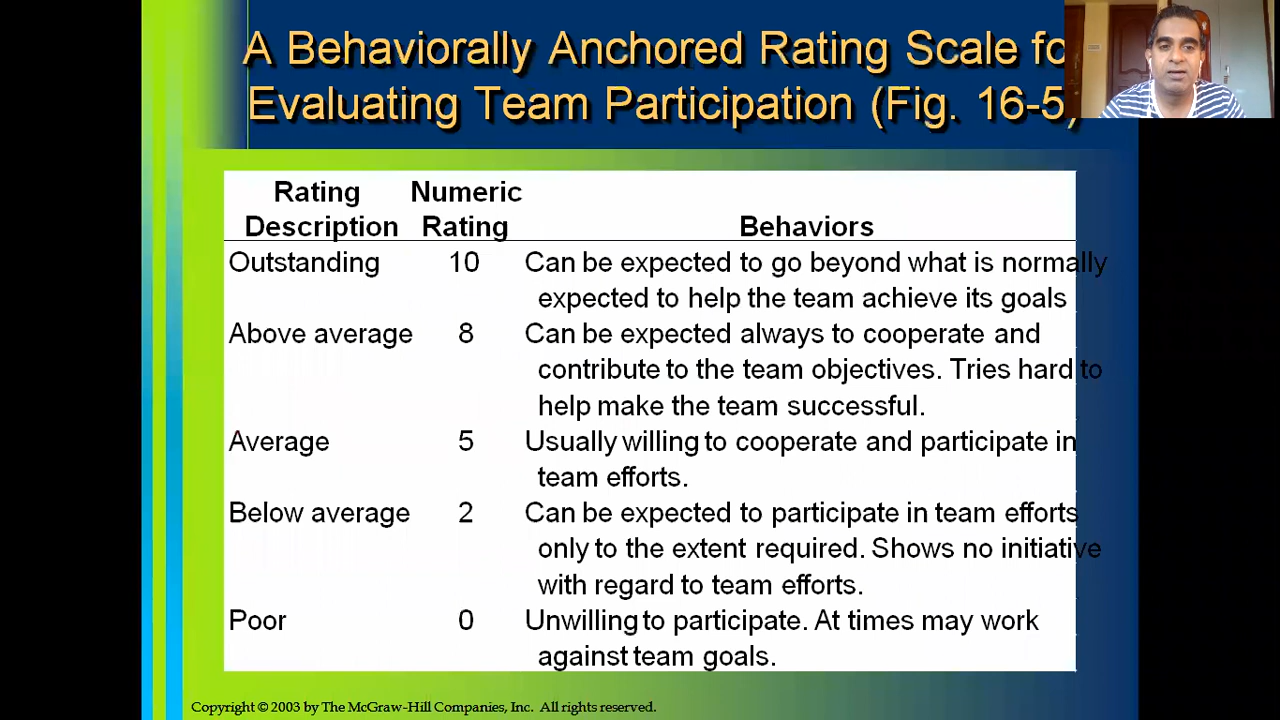 A Behaviorally Anchored Rating Scale fo
Evaluating Team Participation (Fig. 16-5)
Rating Numeric
Description Rating Behaviors
Outstanding 10 Can be expected to go beyond what is normally
expected to help the team achieve its goals
Above average 8 Can be expected always to cooperate and
contribute to the team objectives. Tries hard to
help make the team successful.
Average 5 Usually willing to cooperate and participate in
team efforts.
Below average 2 Can be expected to participate in team efforts
only to the extent required. Shows no initiative
with regard to team efforts.
Poor 0 Unwilling to participate. At times may work
against team goals.
Copyright © 2003 by The McGraw-Hill Companies, Inc. All rights reserved.